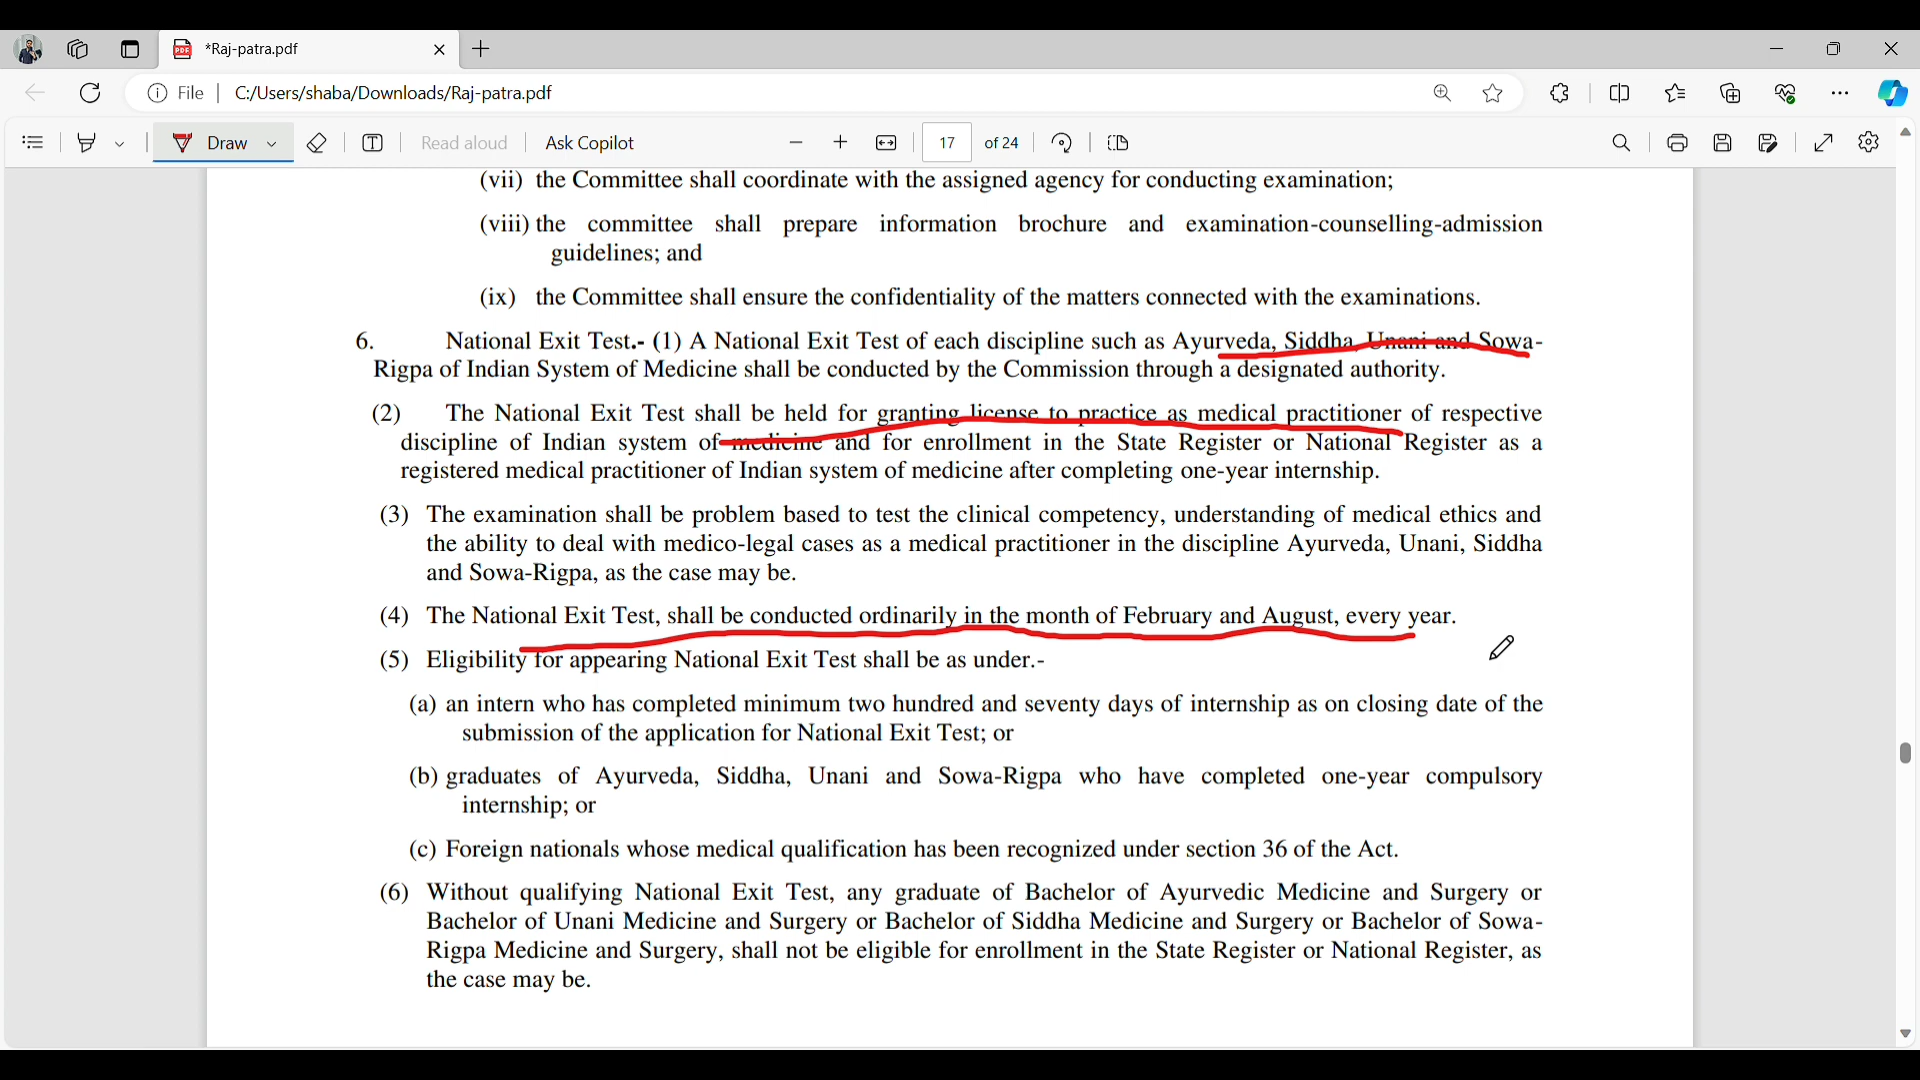 *Raj-patra.pdf
File
C:/Users/shaba/Downloads/Raj-patra.pdf
Draw
Read aloud
Ask Copilot
17
of 24
(vii) the Committee shall coordinate with the assigned agency for conducting examination;
(viii) the committee shall prepare information brochure and examination-counselling-admission
guidelines; and
(ix) the Committee shall ensure the confidentiality of the matters connected with the examinations.
6. National Exit Test.- (1) A National Exit Test of each discipline such as Ayurveda, Siddha, Unani and Sowa-
Rigpa of Indian System of Medicine shall be conducted by the Commission through a designated authority.
(2) The National Exit Test shall be held for granting license to practice as medical practitioner of respective
discipline of Indian system of medicine and for enrollment in the State Register or National Register as a
registered medical practitioner of Indian system of medicine after completing one-year internship.
(3) The examination shall be problem based to test the clinical competency, understanding of medical ethics and
the ability to deal with medico-legal cases as a medical practitioner in the discipline Ayurveda, Unani, Siddha
and Sowa-Rigpa, as the case may be.
(4) The National Exit Test, shall be conducted ordinarily in the month of February and August, every year.
(5) Eligibility for appearing National Exit Test shall be as under.-
(a) an intern who has completed minimum two hundred and seventy days of internship as on closing date of the
submission of the application for National Exit Test; or
(b) graduates of Ayurveda, Siddha, Unani and Sowa-Rigpa who have completed one-year compulsory
internship; or
(c) Foreign nationals whose medical qualification has been recognized under section 36 of the Act.
(6) Without qualifying National Exit Test, any graduate of Bachelor of Ayurvedic Medicine and Surgery or
Bachelor of Unani Medicine and Surgery or Bachelor of Siddha Medicine and Surgery or Bachelor of Sowa-
Rigpa Medicine and Surgery, shall not be eligible for enrollment in the State Register or National Register, as
the case may be.